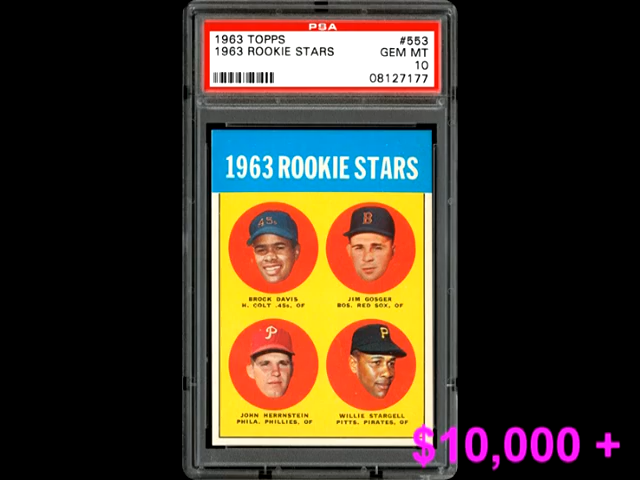 PSA
1963 TOPPS #553
1963 ROOKIE STARS GEM MT
10
08127177
1963 ROOKIE STARS
45s
B
BROCK DAVIS
H. COLT .45s, OF
JIM GOSGER
BOS. RED SOX, OF
P
P
JOHN HERRNSTEIN
PHILA. PHILLIES, OF
WILLIE STARGELL
PITTS. PIRATES, OF
$10,000 +